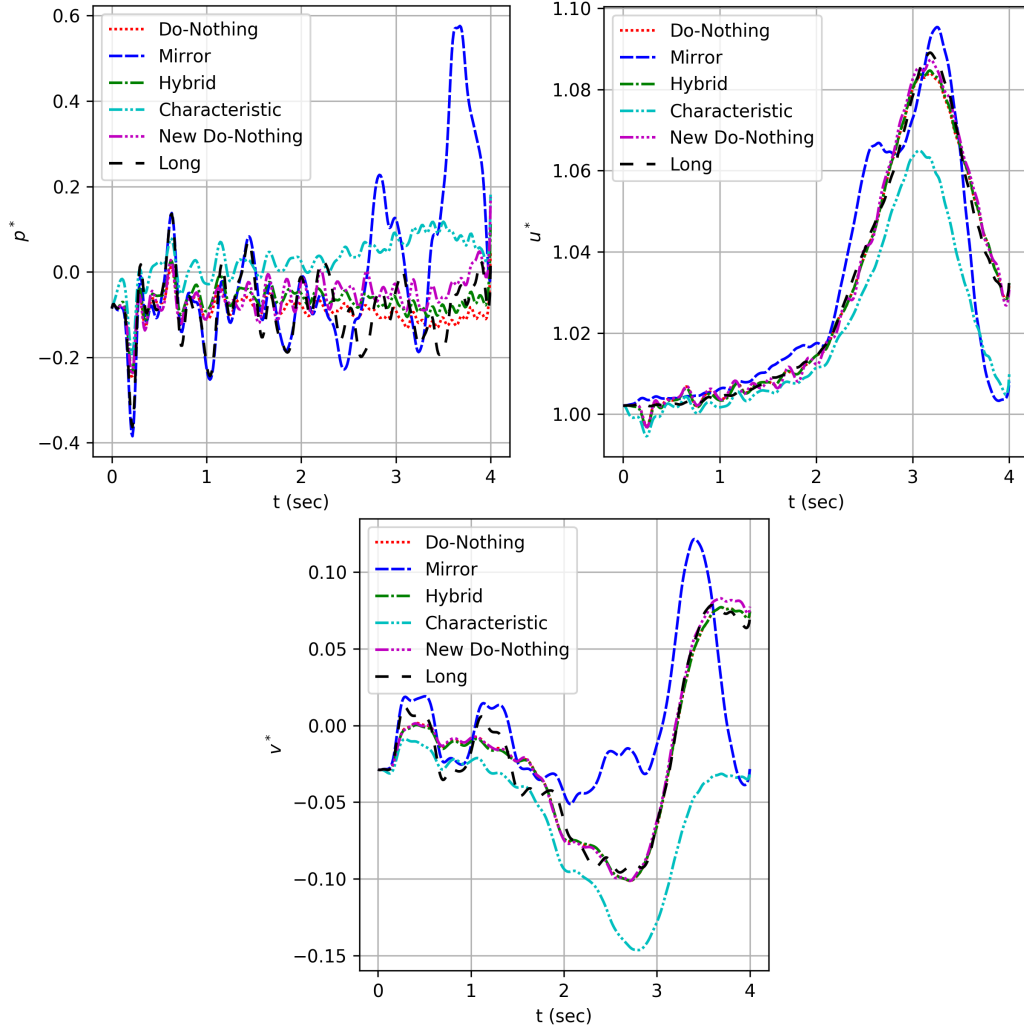 0.6
0.4
0.2
0.0
−0.2
−0.4
p*
0
1
2
3
4
t (sec)
Do-Nothing
Mirror
Hybrid
Characteristic
New Do-Nothing
Long
1.10
1.08
1.06
1.04
1.02
1.00
u*
0
1
2
3
4
t (sec)
Do-Nothing
Mirror
Hybrid
Characteristic
New Do-Nothing
Long
0.10
0.05
0.00
−0.05
−0.10
−0.15
v*
0
1
2
3
4
t (sec)
Do-Nothing
Mirror
Hybrid
Characteristic
New Do-Nothing
Long